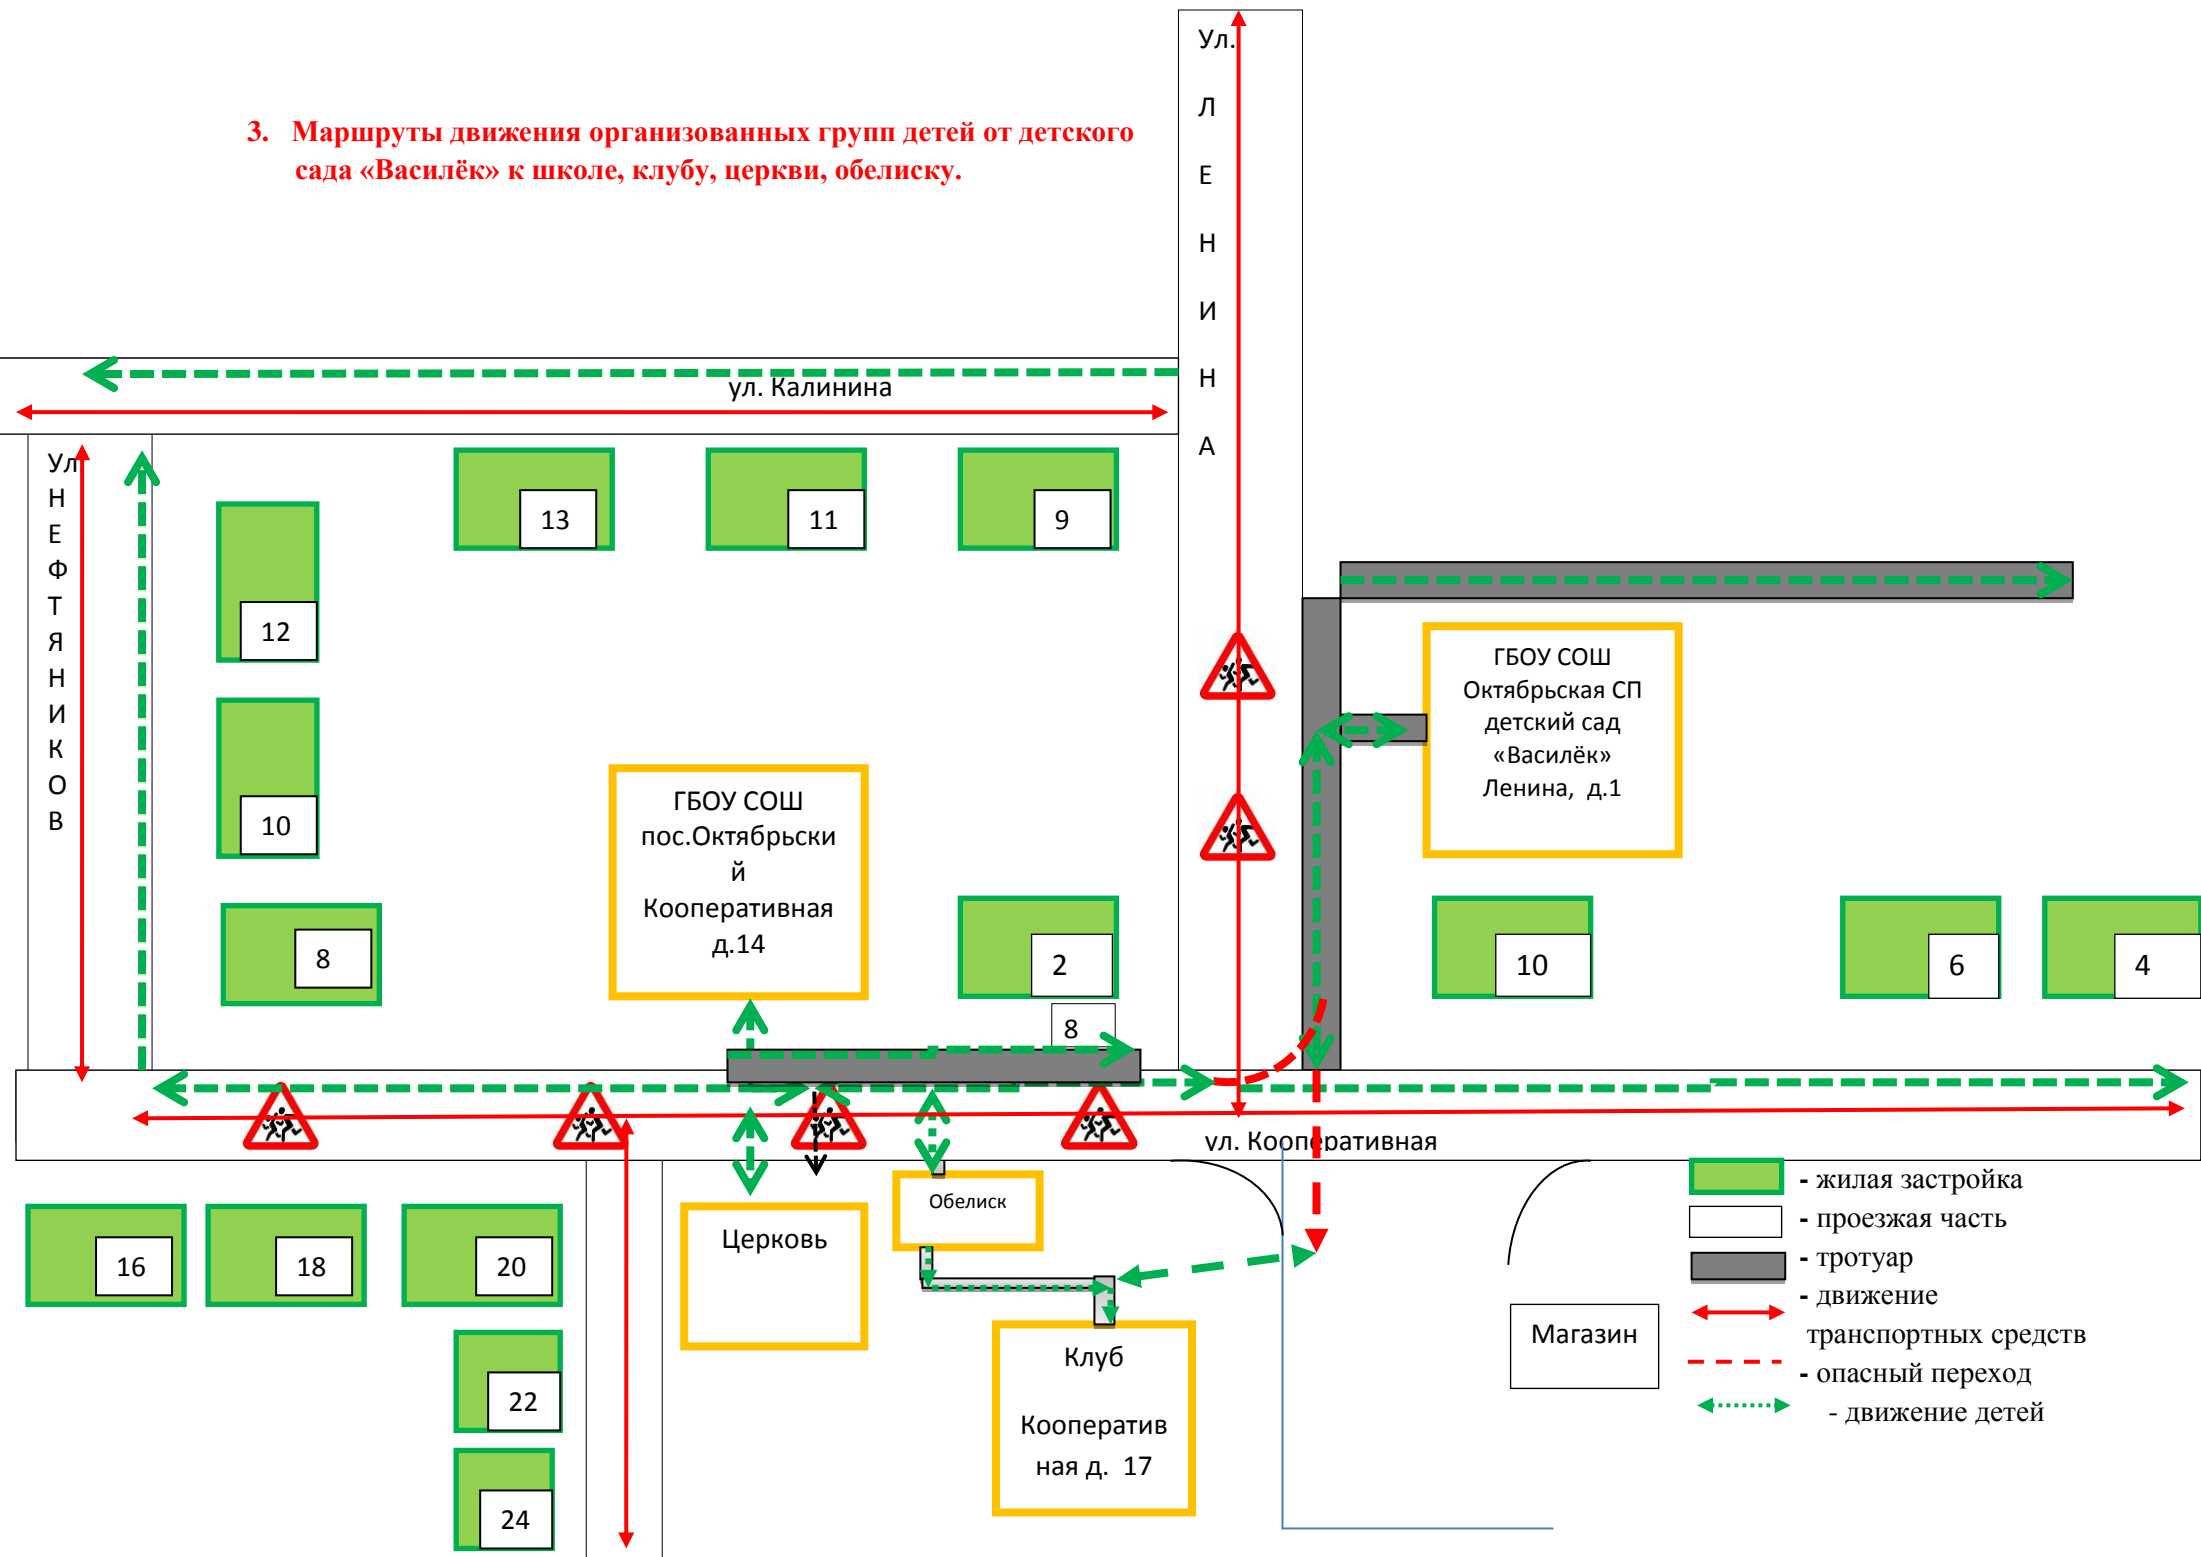 3. Маршруты движения организованных групп детей от детского
сада «Василёк» к школе, клубу, церкви, обелиску.
Ул.
Л
Е
Н
И
Н
А
ул. Калинина
Ул
Н
Е
Ф
Т
Я
Н
И
К
О
В
13
11
9
12
10
8
ГБОУ СОШ
пос.Октябрьски
й
Кооперативная
д.14
2
8
ГБОУ СОШ
Октябрьская СП
детский сад
«Василёк»
Ленина, д.1
10
6
4
ул. Кооперативная
16
18
20
22
24
Церковь
Обелиск
Клуб
Кооператив
ная д. 17
Магазин
- жилая застройка
- проезжая часть
- тротуар
- движение
транспортных средств
- опасный переход
- движение детей